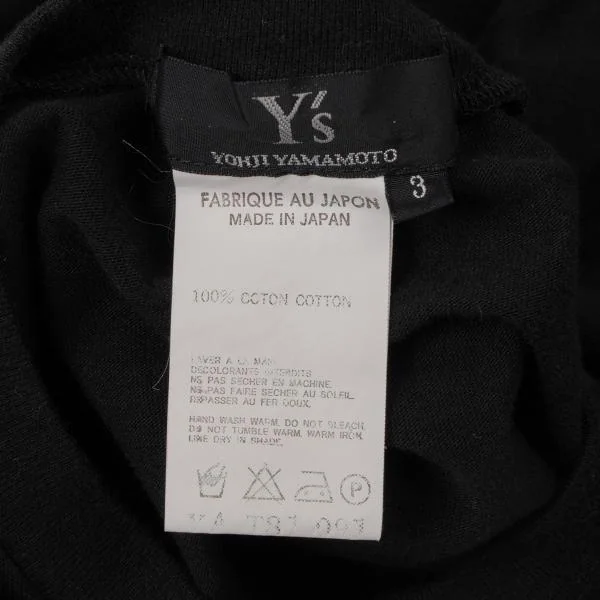 Y's
YOHJI YAMAMOTO
3
FABRIQUE AU JAPON
MADE IN JAPAN
100% COTON COTTON
LAVER A LA MAIN
DECOLORANTS INTERDITS
NE PAS SECHER EN MACHINE.
NE PAS FAIRE SECHER AU SOLEIL.
REPASSER AU FER DOUX.
HAND WASH WARM. DO NOT BLEACH.
DO NOT TUMBLE WARM. WARM IRON.
LINE DRY IN SHADE.
P